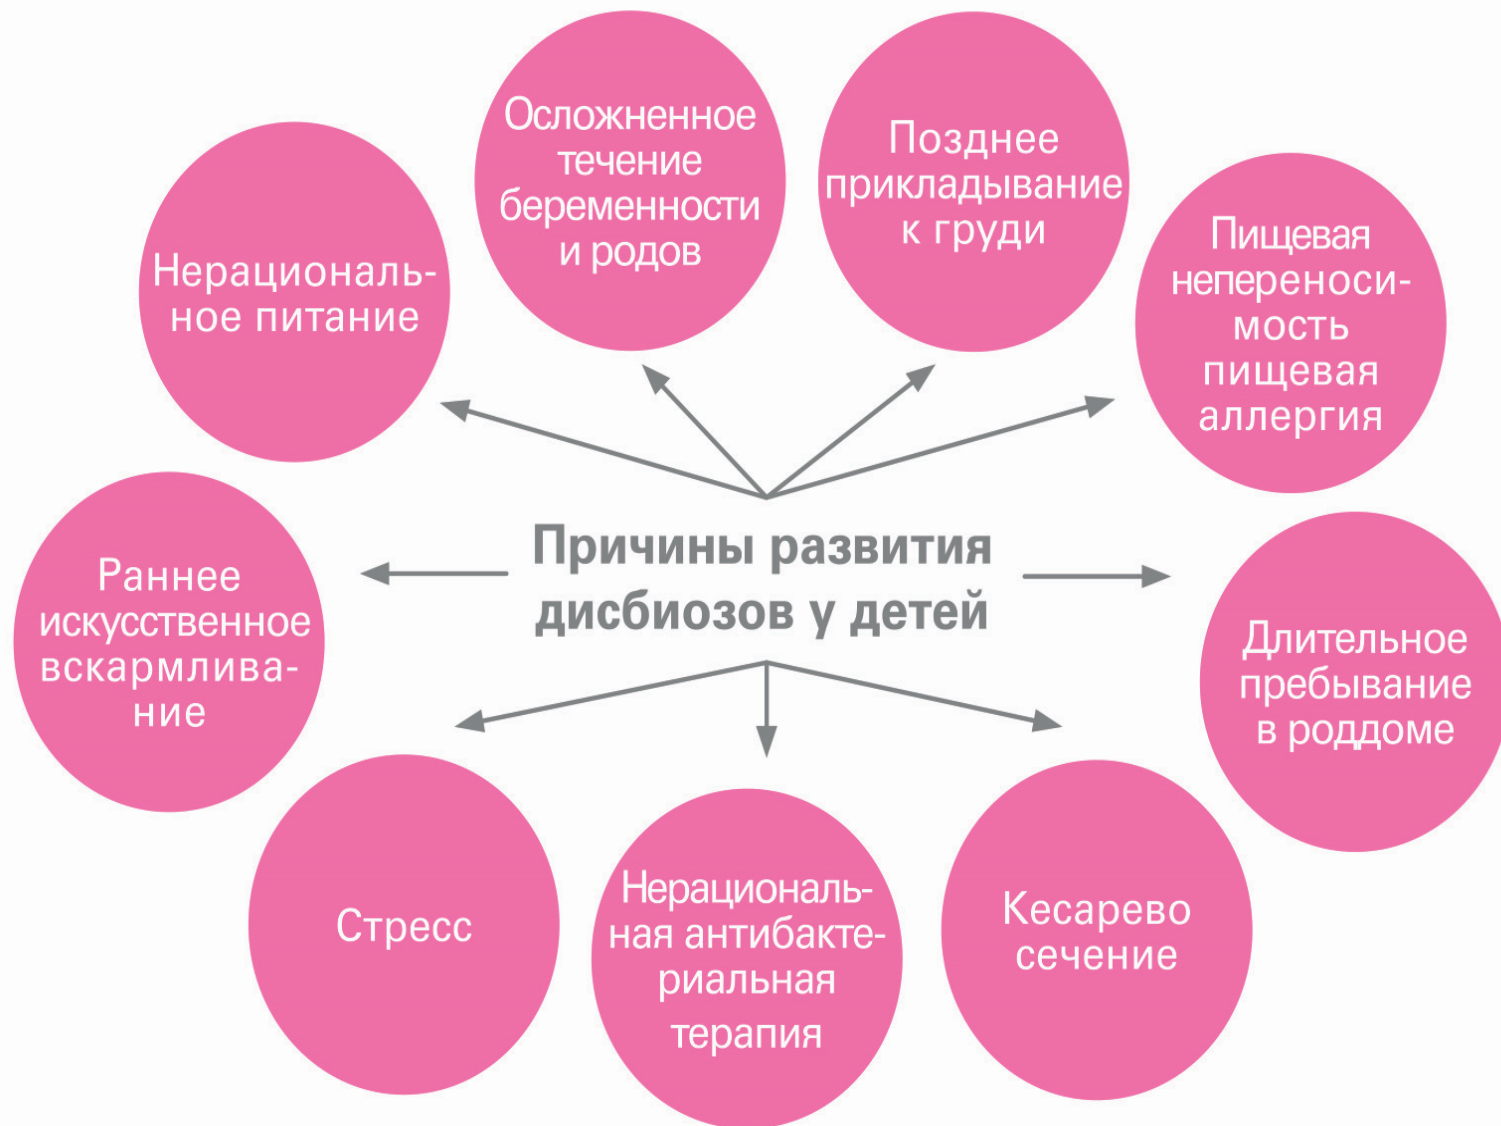 Осложненное
течение
беременности
и родов
Позднее
прикладывание
к груди
Нерациональ-
ное питание
Пищевая
непереноси-
мость
пищевая
аллергия
Причины развития
дисбиозов у детей
Раннее
искусственное
вскармлива-
ние
Длительное
пребывание
в роддоме
Стресс
Нерациональ-
ная антибакте-
риальная
терапия
Кесарево
сечение